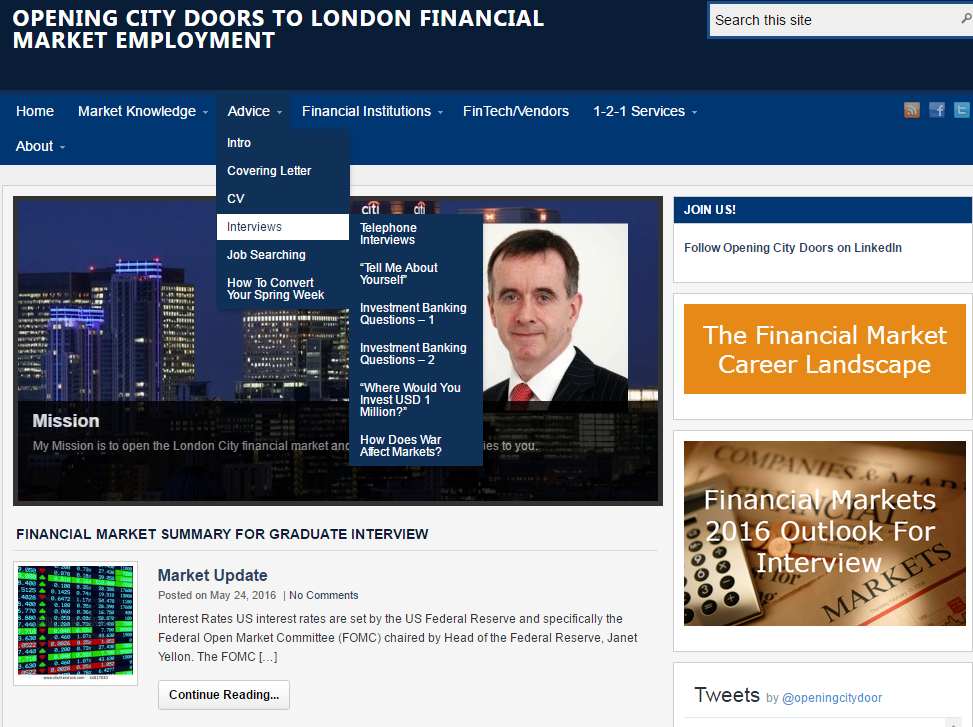 OPENING CITY DOORS TO LONDON FINANCIAL
MARKET EMPLOYMENT
Search this site
Home Market Knowledge Advice Financial Institutions FinTech/Vendors 1-2-1 Services
About
Intro
Covering Letter
CV
Interviews
Job Searching
How To Convert
Your Spring Week
Telephone
Interviews
“Tell Me About
Yourself”
Investment Banking
Questions – 1
Investment Banking
Questions – 2
“Where Would You
Invest USD 1
Million?”
How Does War
Affect Markets?
citi citi
Mission
My Mission is to open the London City financial market and ies to you.
JOIN US!
Follow Opening City Doors on LinkedIn
The Financial Market
Career Landscape
COMPANIES & MA
FINANCIAL
MARKETS
Financial Markets
2016 Outlook For
Interview
FINANCIAL MARKET SUMMARY FOR GRADUATE INTERVIEW
Market Update
Posted on May 24, 2016 | No Comments
Interest Rates US interest rates are set by the US Federal Reserve and specifically the
Federal Open Market Committee (FOMC) chaired by Head of the Federal Reserve, Janet
Yellon. The FOMC […]
Continue Reading...
Tweets by @openingcitydoor